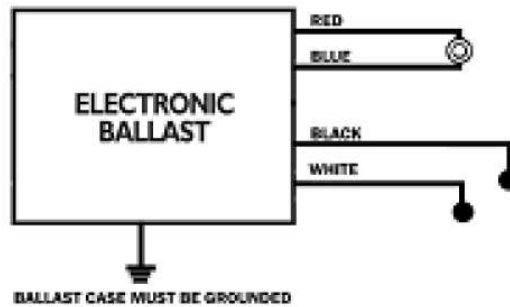 RED
BLUE
ELECTRONIC
BALLAST
BLACK
WHITE
BALLAST CASE MUST BE GROUNDED